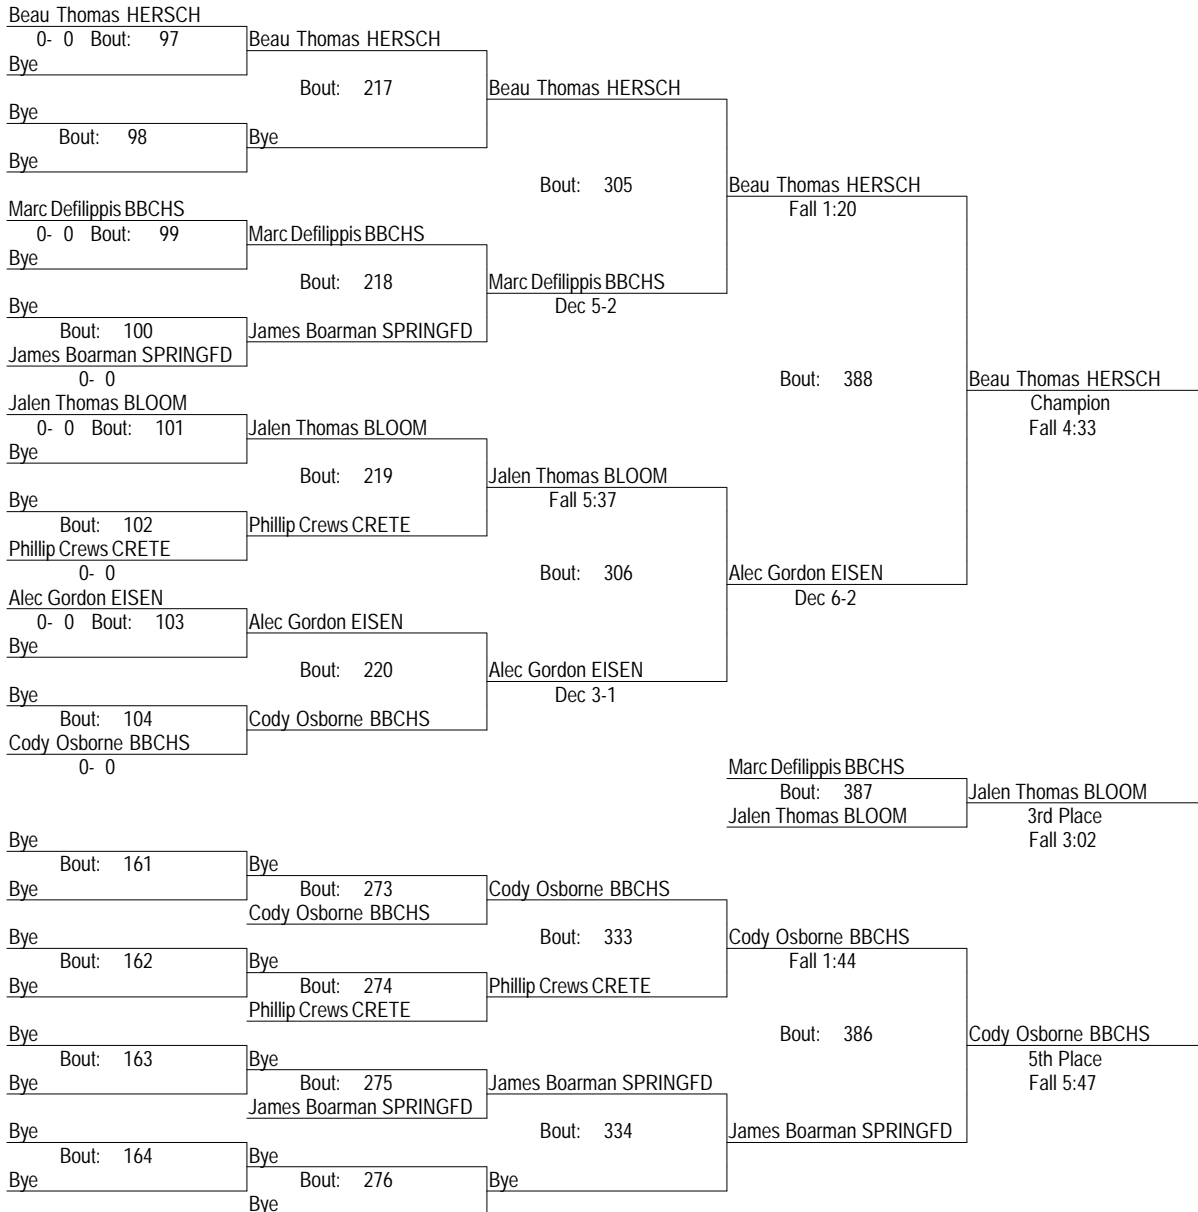 Beau Thomas HERSCH
0- 0 Bout: 97
Beau Thomas HERSCH
Bye
Bout: 217
Beau Thomas HERSCH
Bye
Bout: 98
Bye
Bye
Bout: 305
Beau Thomas HERSCH
Fall 1:20
Marc Defilippis BBCHS
0- 0 Bout: 99
Marc Defilippis BBCHS
Bye
Bout: 218
Marc Defilippis BBCHS
Dec 5-2
Bye
Bout: 100
James Boarman SPRINGFD
James Boarman SPRINGFD
0- 0
Bout: 388
Beau Thomas HERSCH
Champion
Fall 4:33
Jalen Thomas BLOOM
0- 0 Bout: 101
Jalen Thomas BLOOM
Bye
Bout: 219
Jalen Thomas BLOOM
Fall 5:37
Bye
Bout: 102
Phillip Crews CRETE
Phillip Crews CRETE
0- 0
Bout: 306
Alec Gordon EISEN
Dec 6-2
Alec Gordon EISEN
0- 0 Bout: 103
Alec Gordon EISEN
Bye
Bout: 220
Alec Gordon EISEN
Dec 3-1
Bye
Bout: 104
Cody Osborne BBCHS
Cody Osborne BBCHS
0- 0
Marc Defilippis BBCHS
Bout: 387
Jalen Thomas BLOOM
Jalen Thomas BLOOM
3rd Place
Fall 3:02
Bye
Bout: 161
Bye
Bye
Bout: 273
Cody Osborne BBCHS
Cody Osborne BBCHS
Bye
Bout: 333
Cody Osborne BBCHS
Fall 1:44
Bout: 162
Bye
Bye
Bout: 274
Phillip Crews CRETE
Phillip Crews CRETE
Bye
Bout: 386
Cody Osborne BBCHS
5th Place
Fall 5:47
Bout: 163
Bye
Bye
Bout: 275
James Boarman SPRINGFD
James Boarman SPRINGFD
Bye
Bout: 334
James Boarman SPRINGFD
Bout: 164
Bye
Bye
Bout: 276
Bye
Bye